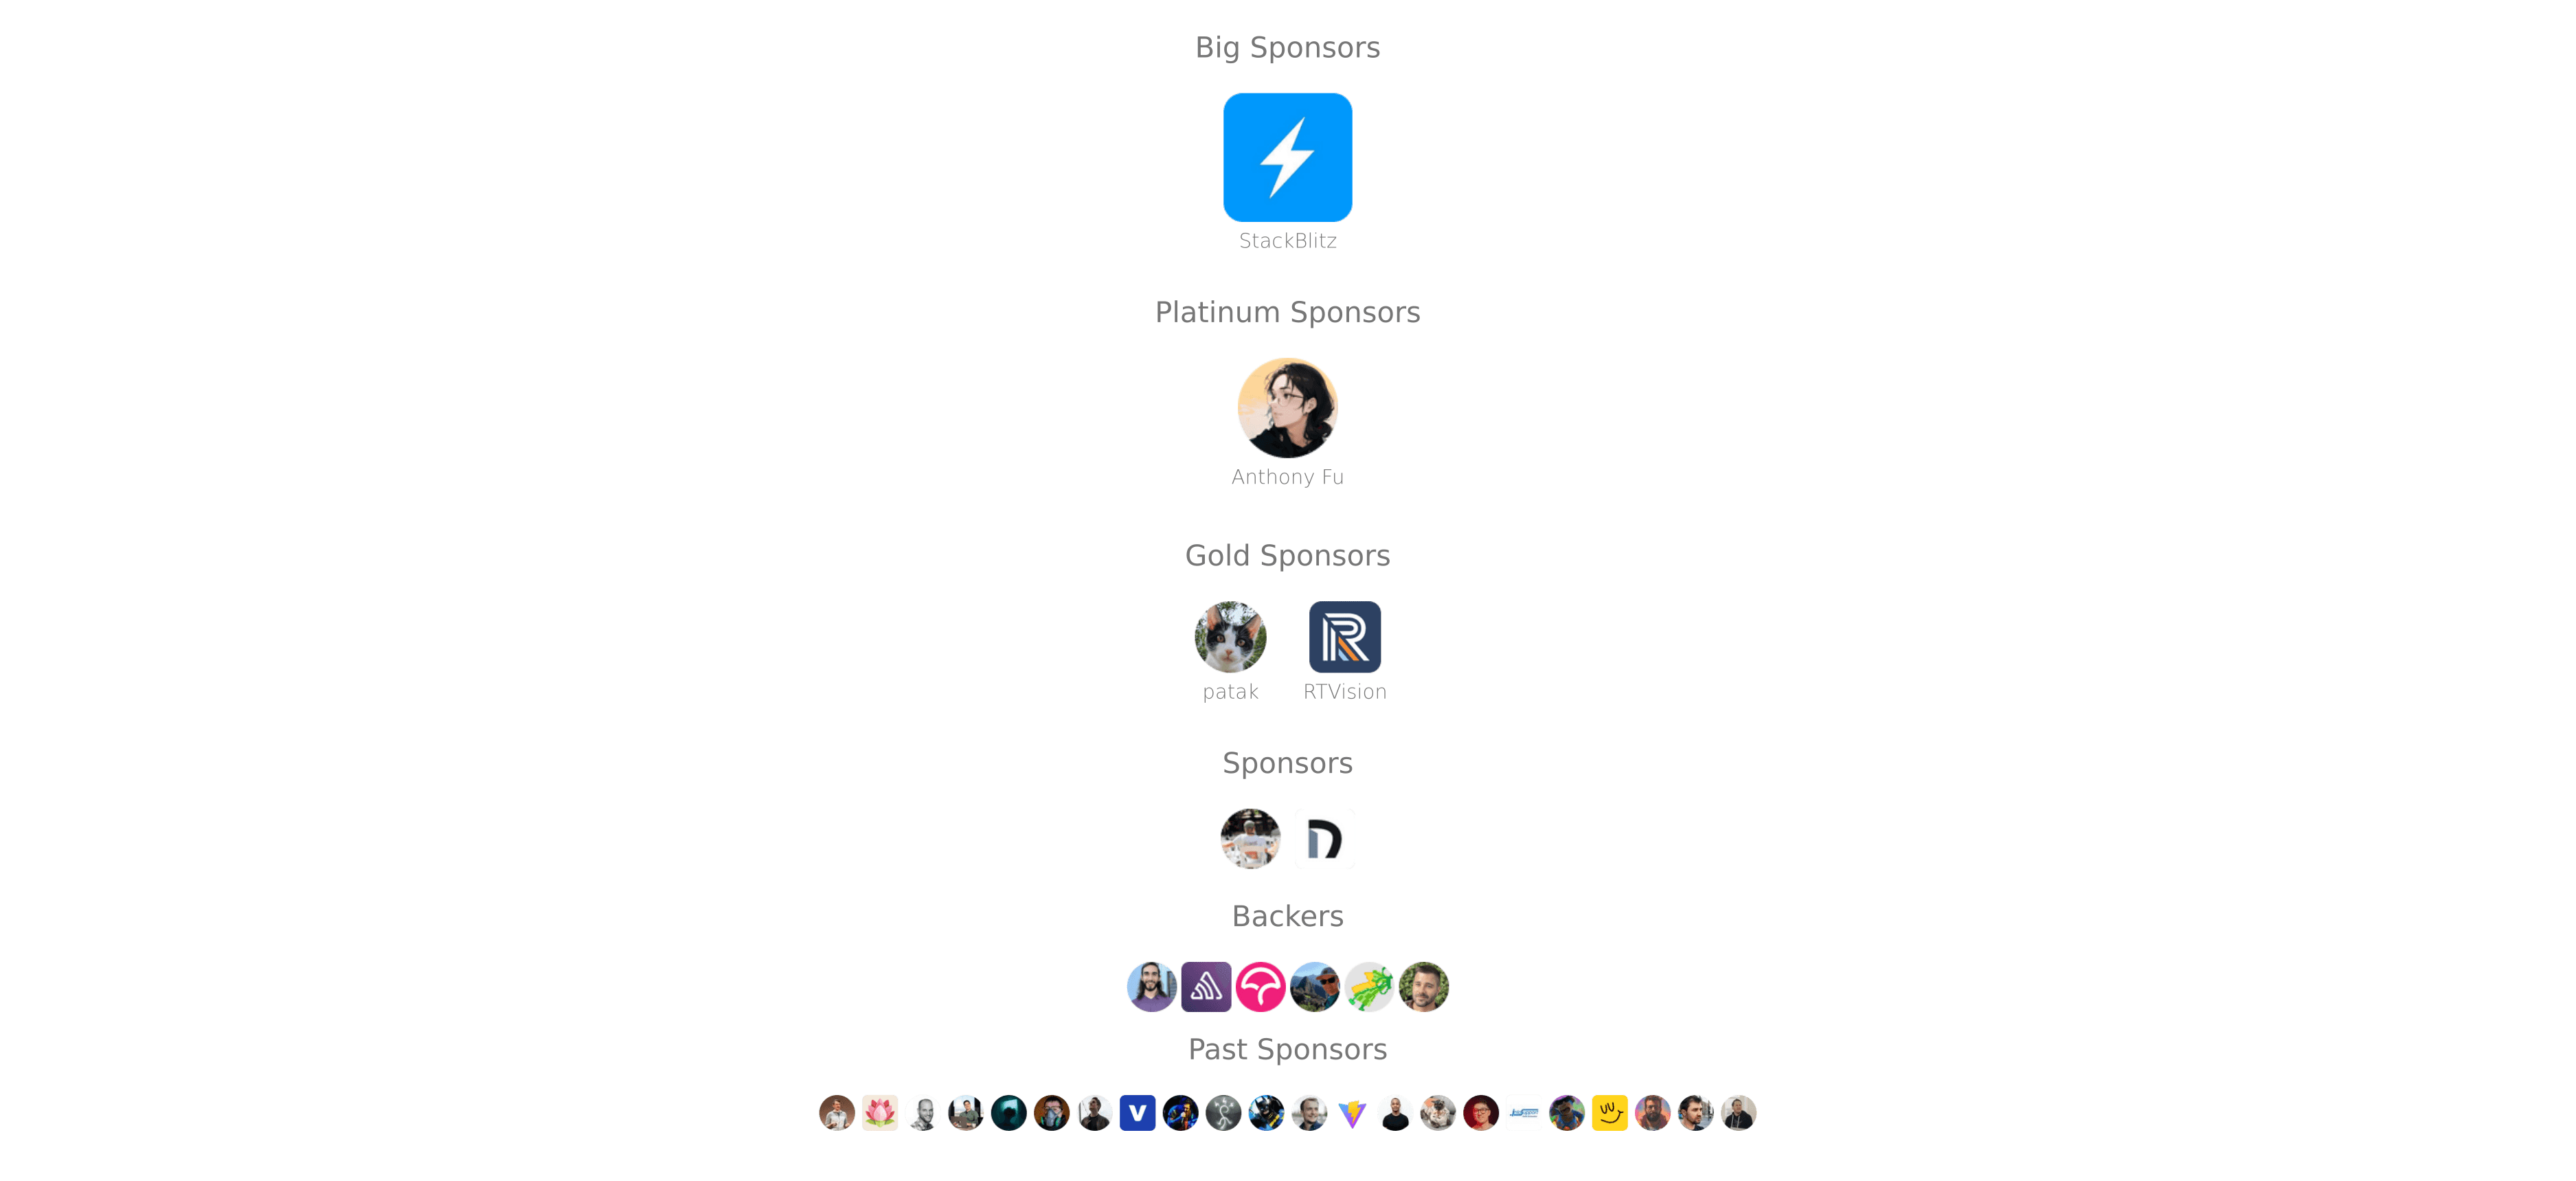 Big Sponsors
StackBlitz
Platinum Sponsors
Anthony Fu
Gold Sponsors
patak
RTVision
Sponsors
Backers
Past Sponsors